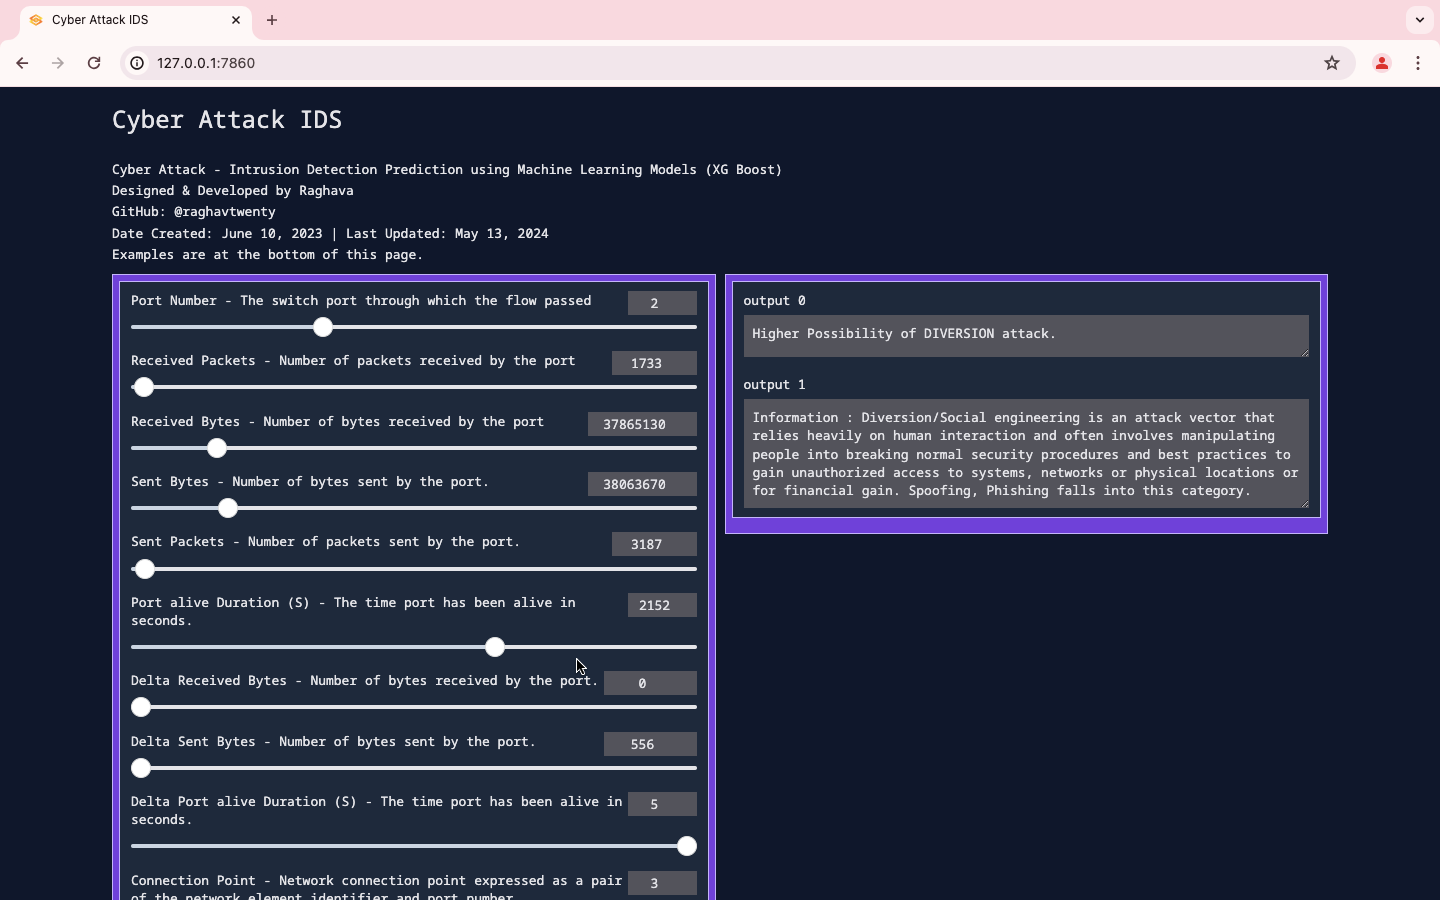 Cyber Attack IDS
127.0.0.1:7860
Cyber Attack IDS
Cyber Attack - Intrusion Detection Prediction using Machine Learning Models (XG Boost)
Designed & Developed by Raghava
GitHub: @raghavtwenty
Date Created: June 10, 2023 | Last Updated: May 13, 2024
Examples are at the bottom of this page.
Port Number - The switch port through which the flow passed
2
Received Packets - Number of packets received by the port
1733
Received Bytes - Number of bytes received by the port
37865130
Sent Bytes - Number of bytes sent by the port.
38063670
Sent Packets - Number of packets sent by the port.
3187
Port alive Duration (S) - The time port has been alive in
seconds.
2152
Delta Received Bytes - Number of bytes received by the port.
0
Delta Sent Bytes - Number of bytes sent by the port.
556
Delta Port alive Duration (S) - The time port has been alive in
seconds.
5
Connection Point - Network connection point expressed as a pair
of the network element identifier and port number
3
output 0
Higher Possibility of DIVERSION attack.
output 1
Information : Diversion/Social engineering is an attack vector that
relies heavily on human interaction and often involves manipulating
people into breaking normal security procedures and best practices to
gain unauthorized access to systems, networks or physical locations or
for financial gain. Spoofing, Phishing falls into this category.